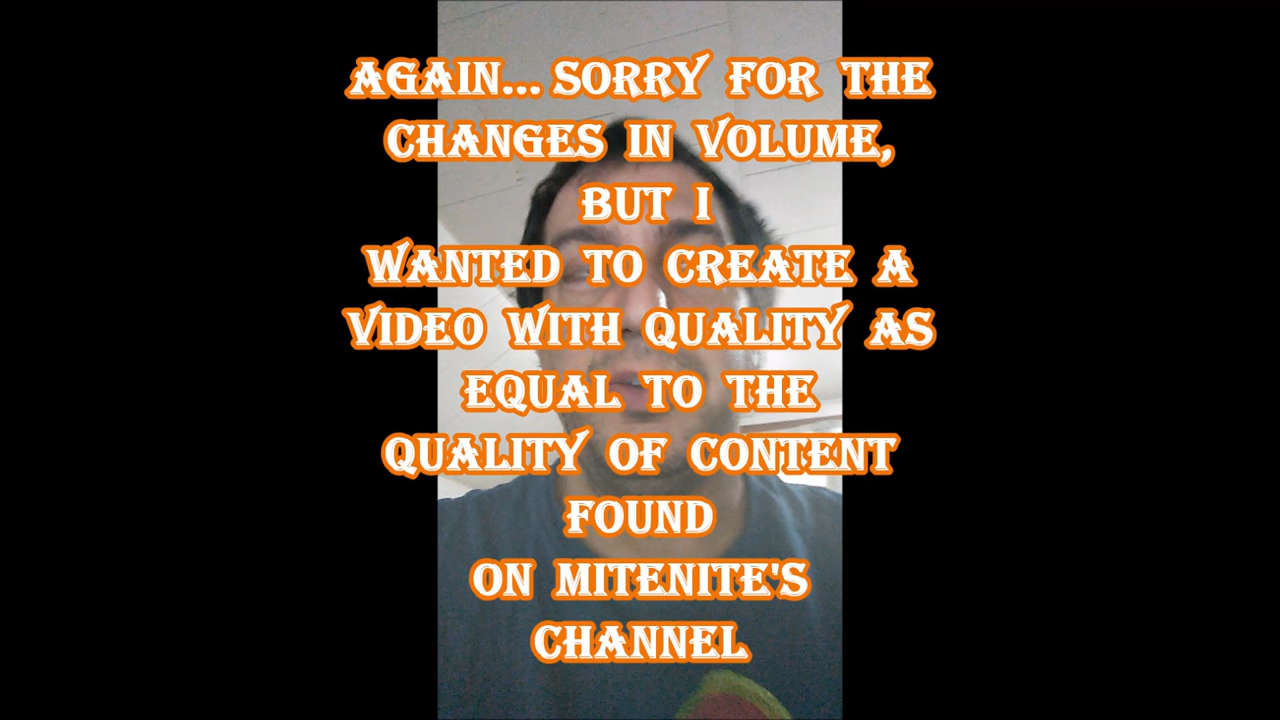 AGAIN... SORRY FOR THE
CHANGES IN VOLUME,
BUT I
WANTED TO CREATE A
VIDEO WITH QUALITY AS
EQUAL TO THE
QUALITY OF CONTENT
FOUND
ON MITENITE'S
CHANNEL